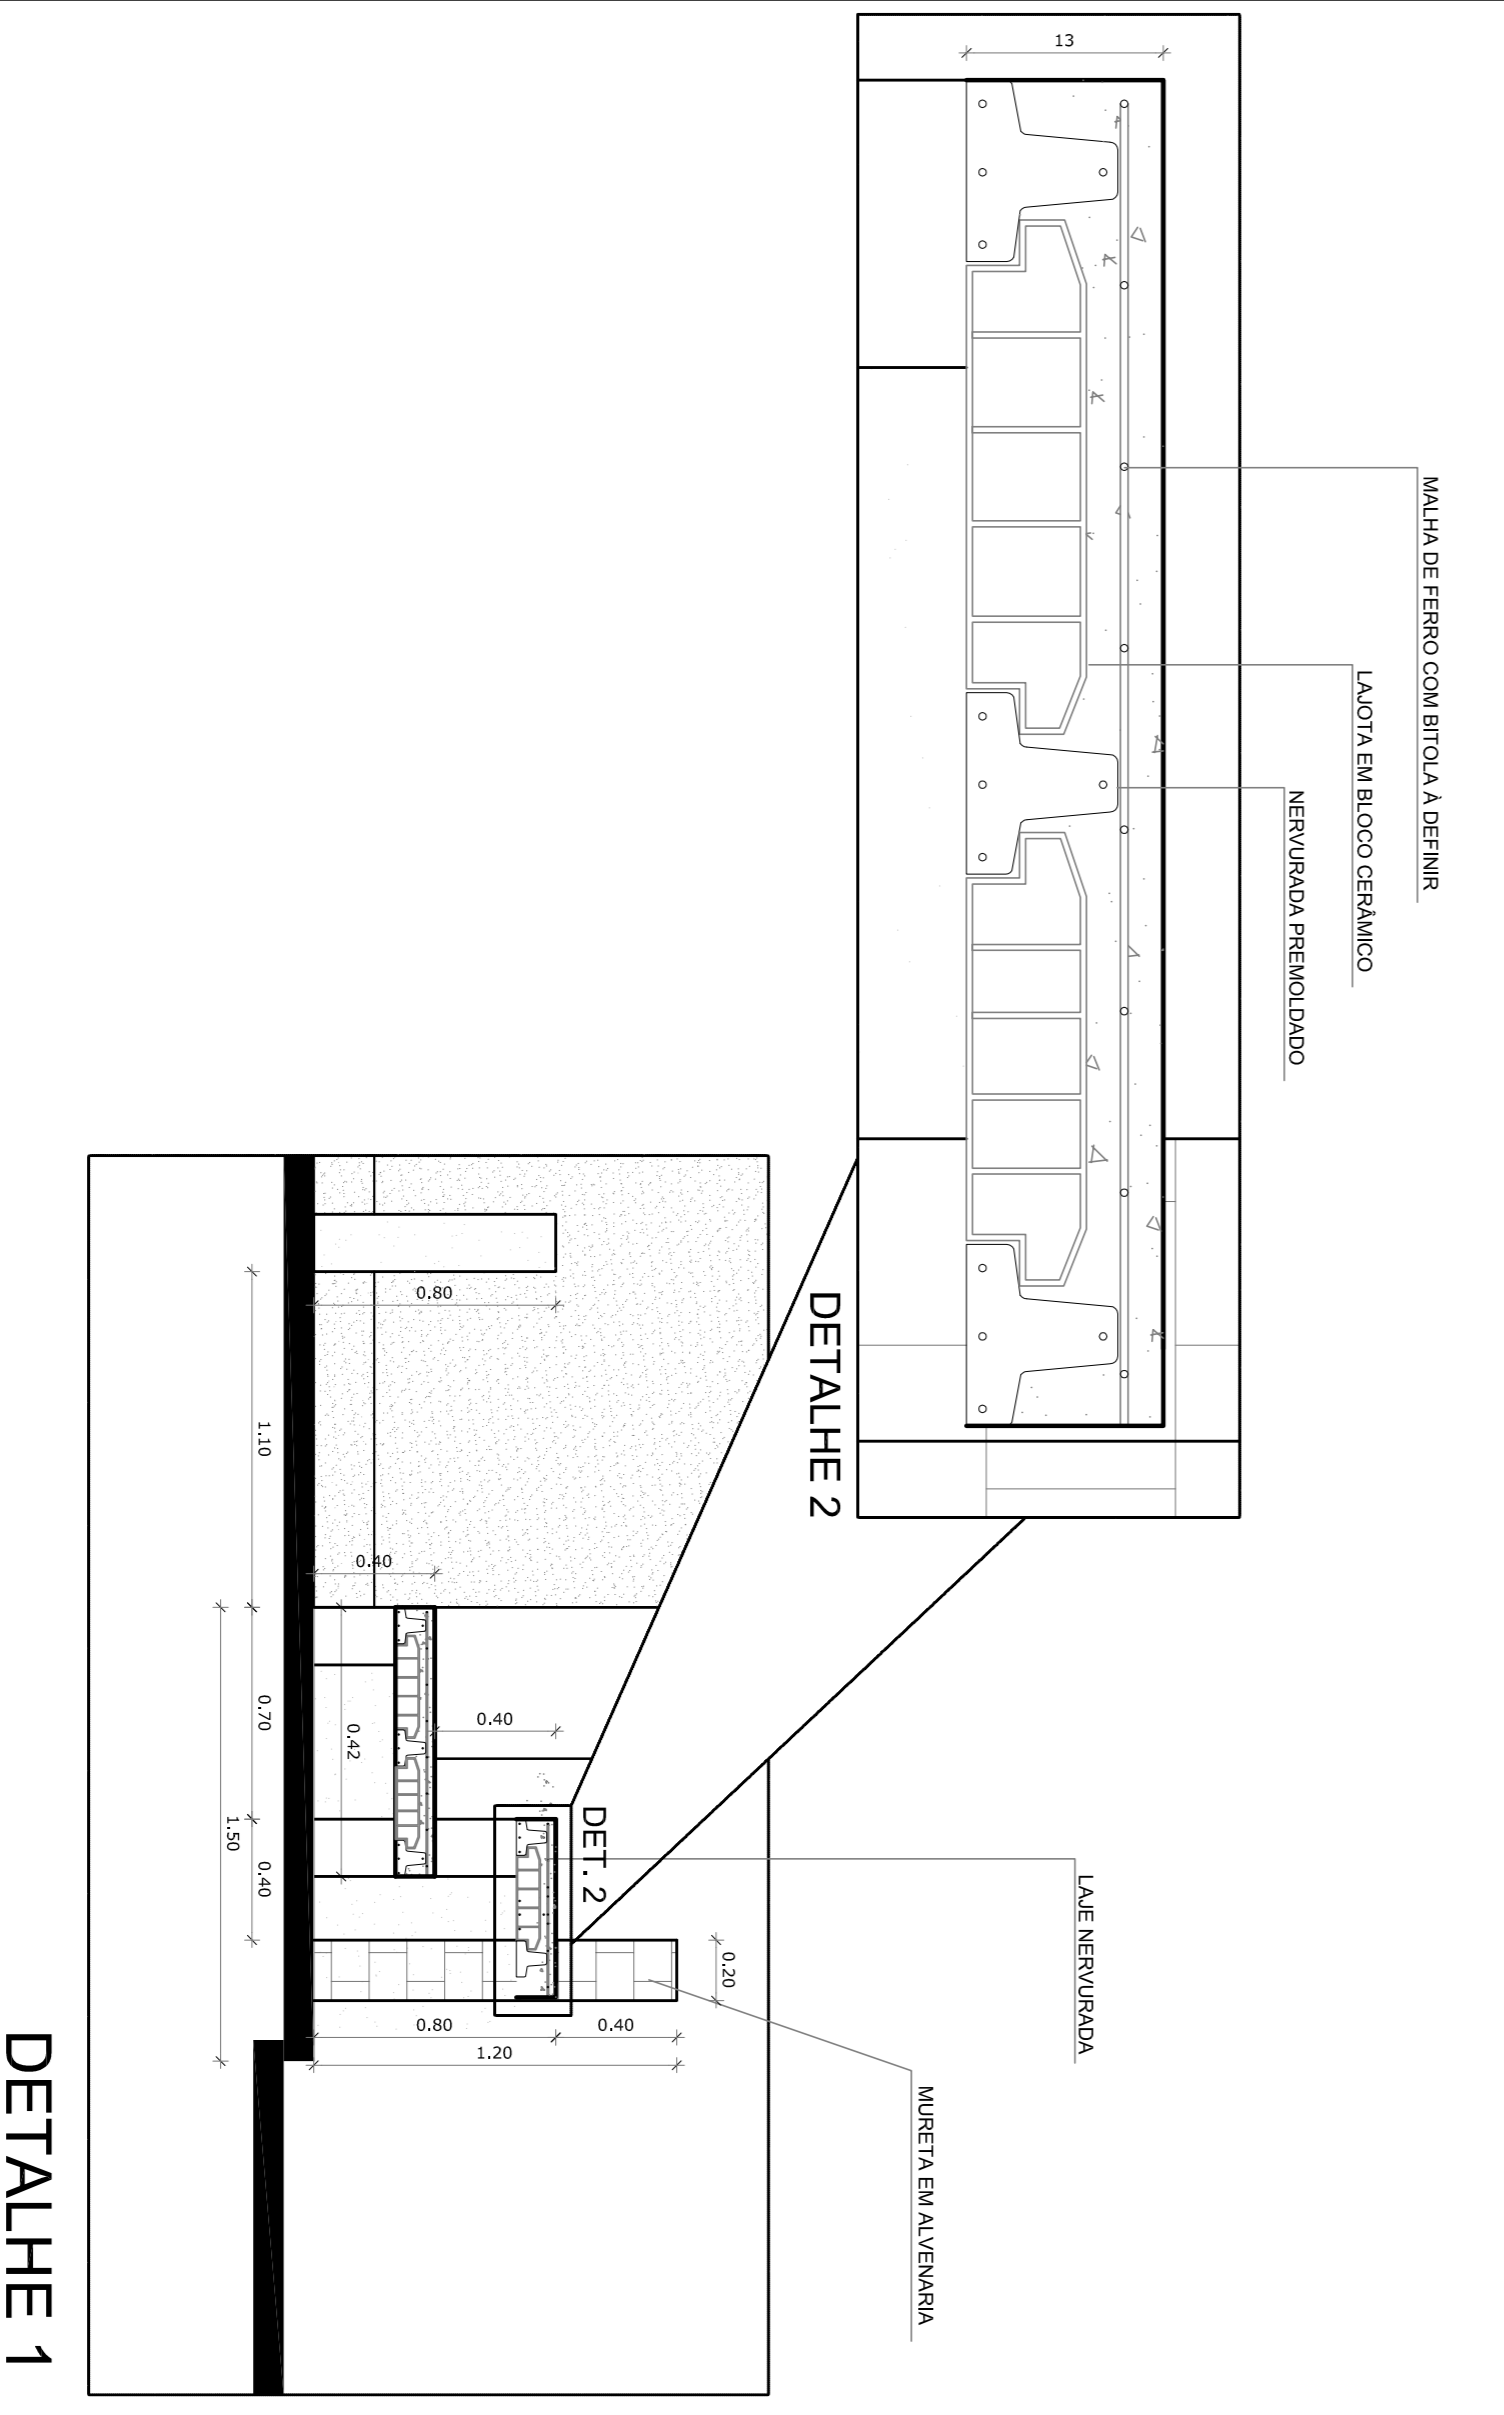 13
MALHA DE FERRO COM BITOLA À DEFINIR
LAJOTA EM BLOCO CERÂMICO
NERVURADA PREMOLDADO
DETALHE 2
0.80
1.10
0.40
0.70
0.42
0.40
0.40
1.50
DET. 2
LAJE NERVURADA
0.20
0.80
0.40
1.20
MURETA EM ALVENARIA
DETALHE 1